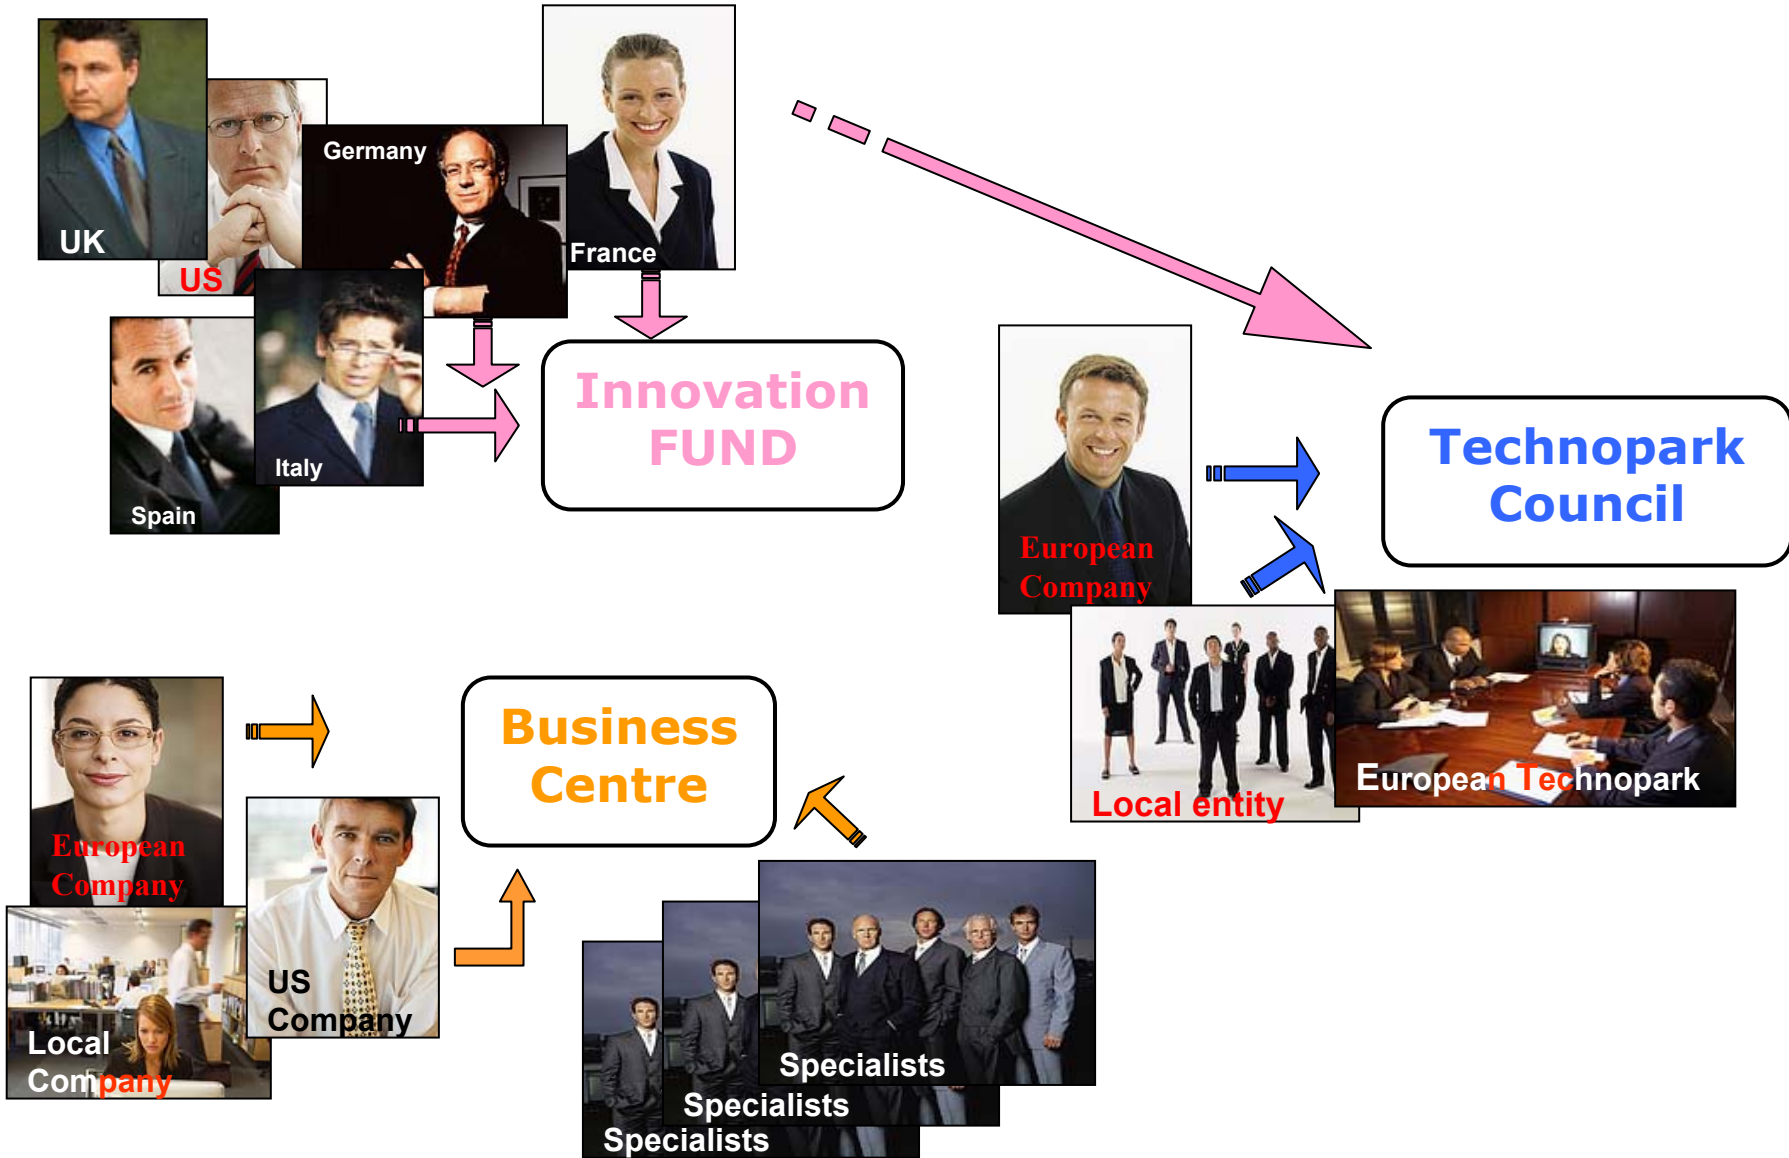 UK
US
Germany
France
Spain
Italy
Innovation
FUND
European
Company
Technopark
Council
Local entity
European Technopark
European
Company
Business
Centre
US
Company
Local
Company
Specialists
Specialists
Specialists